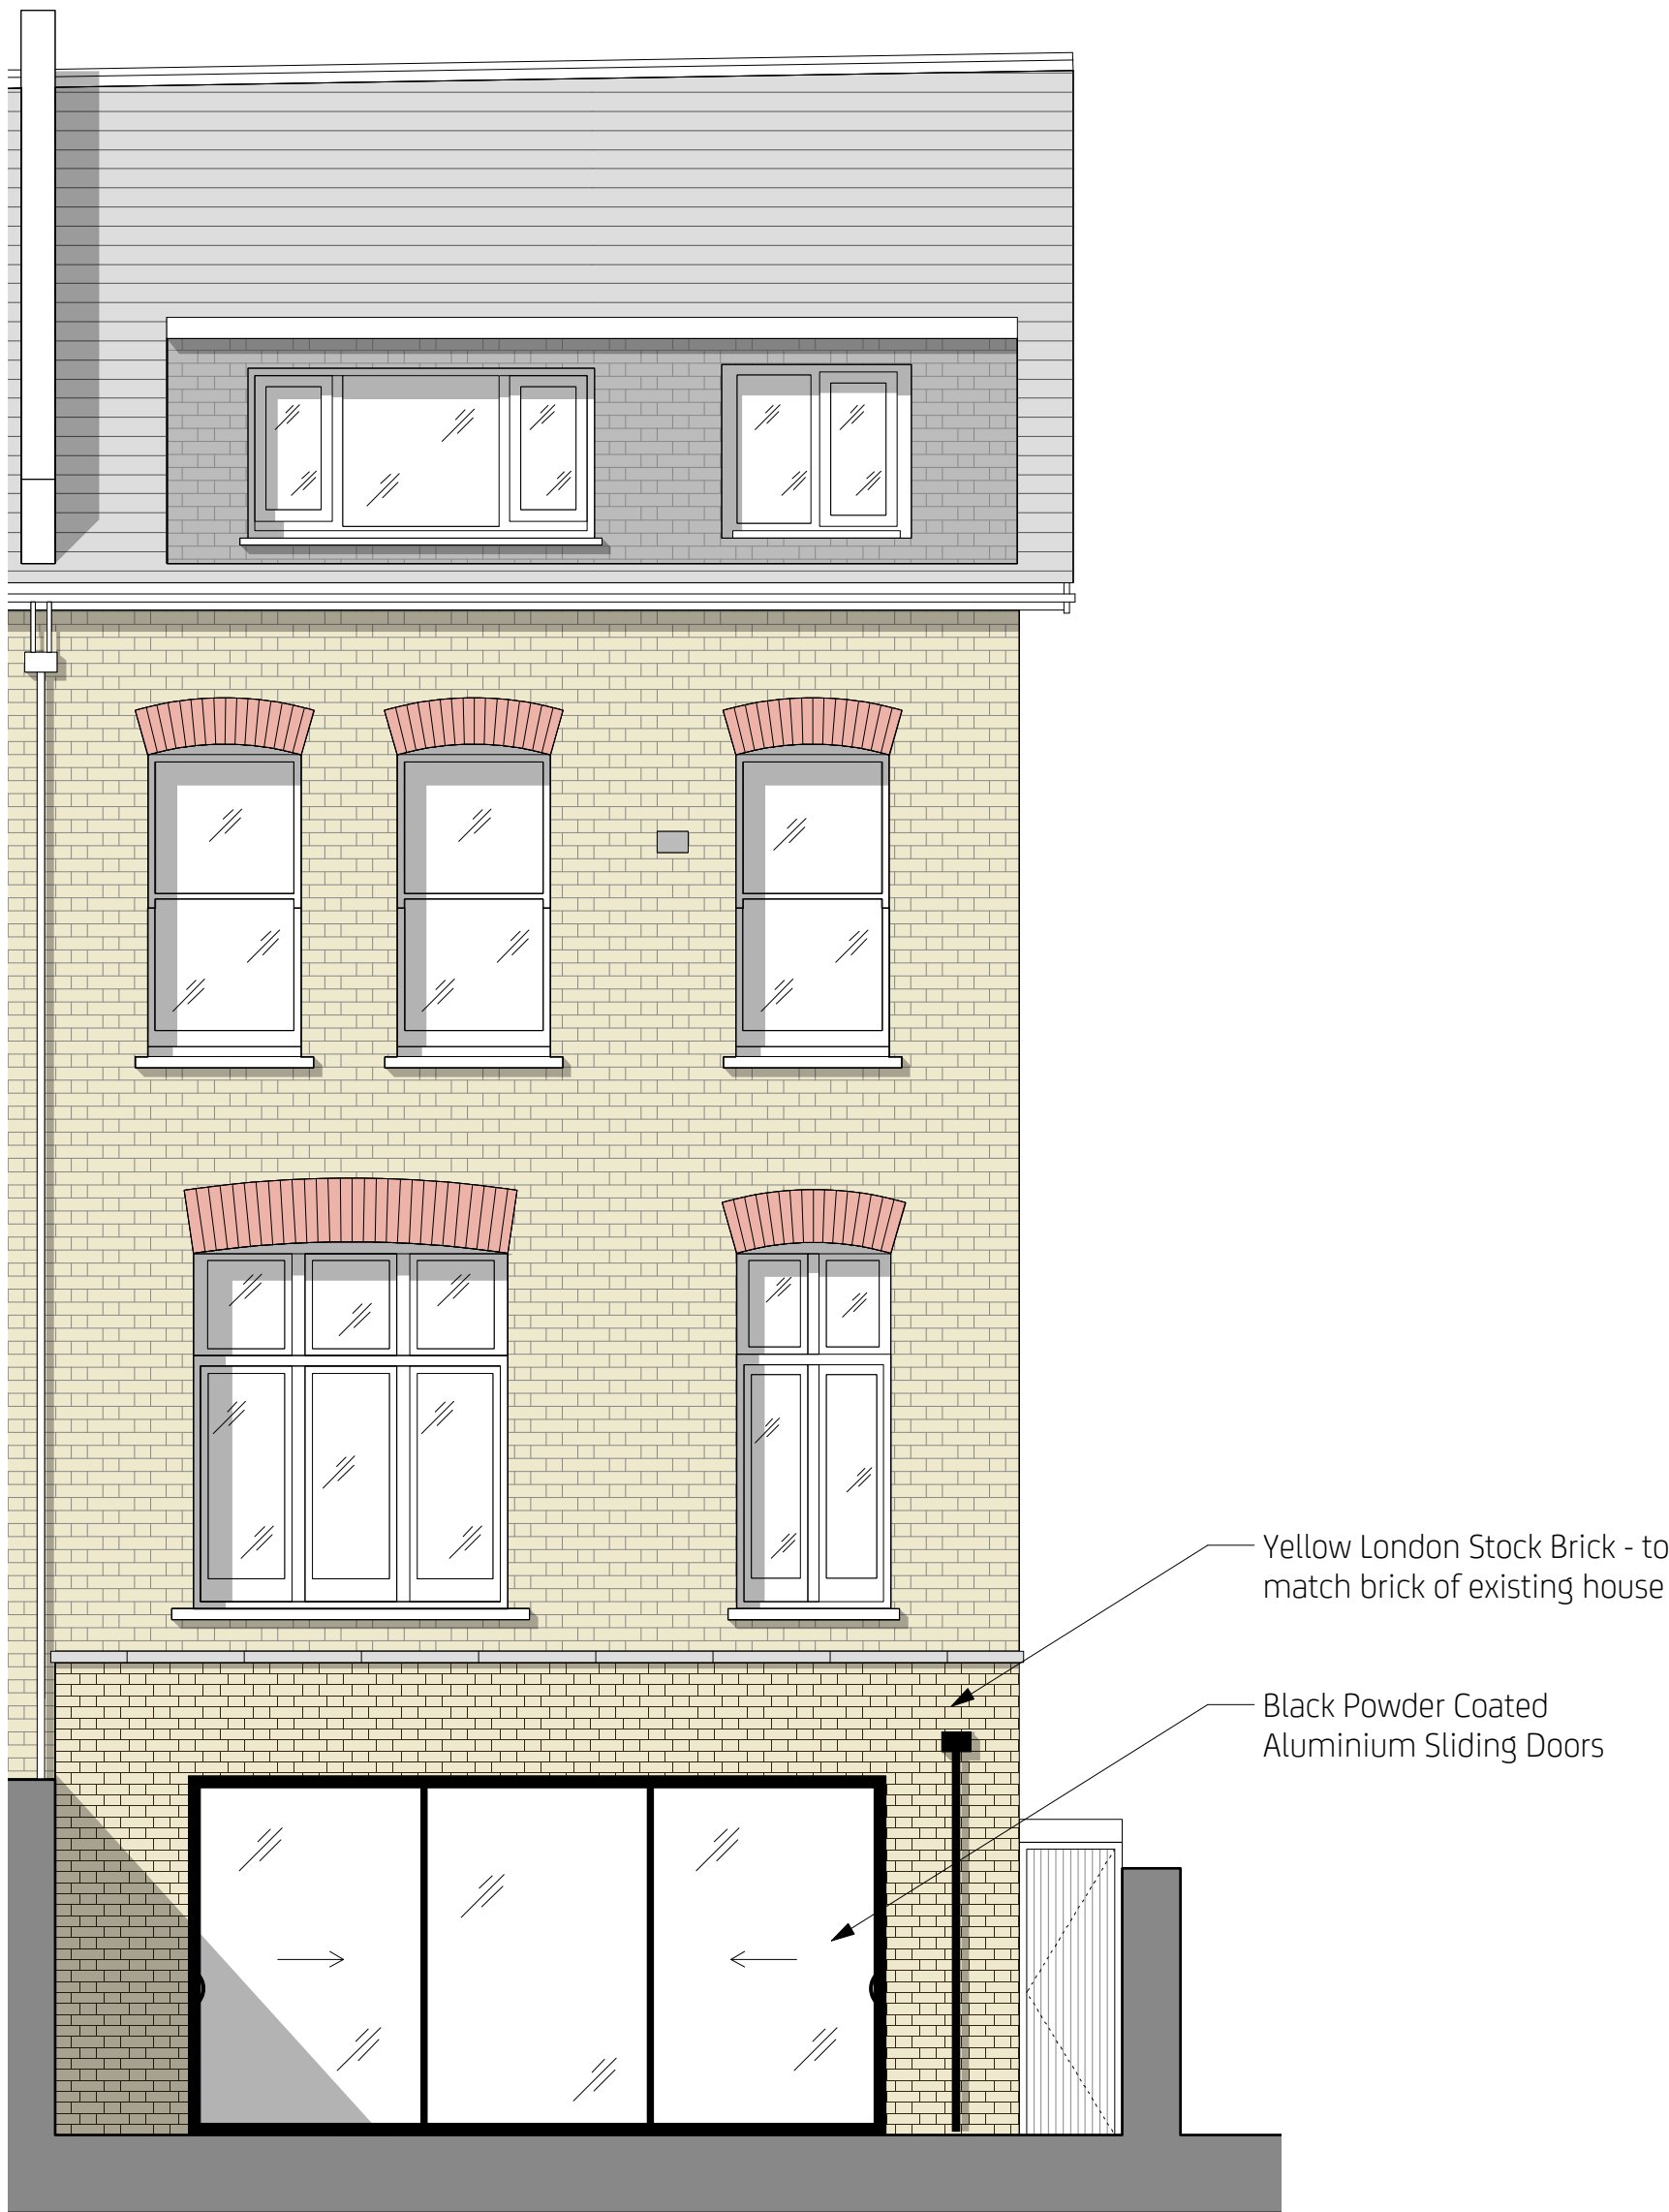 Yellow London Stock Brick - to
match brick of existing house
Black Powder Coated
Aluminium Sliding Doors